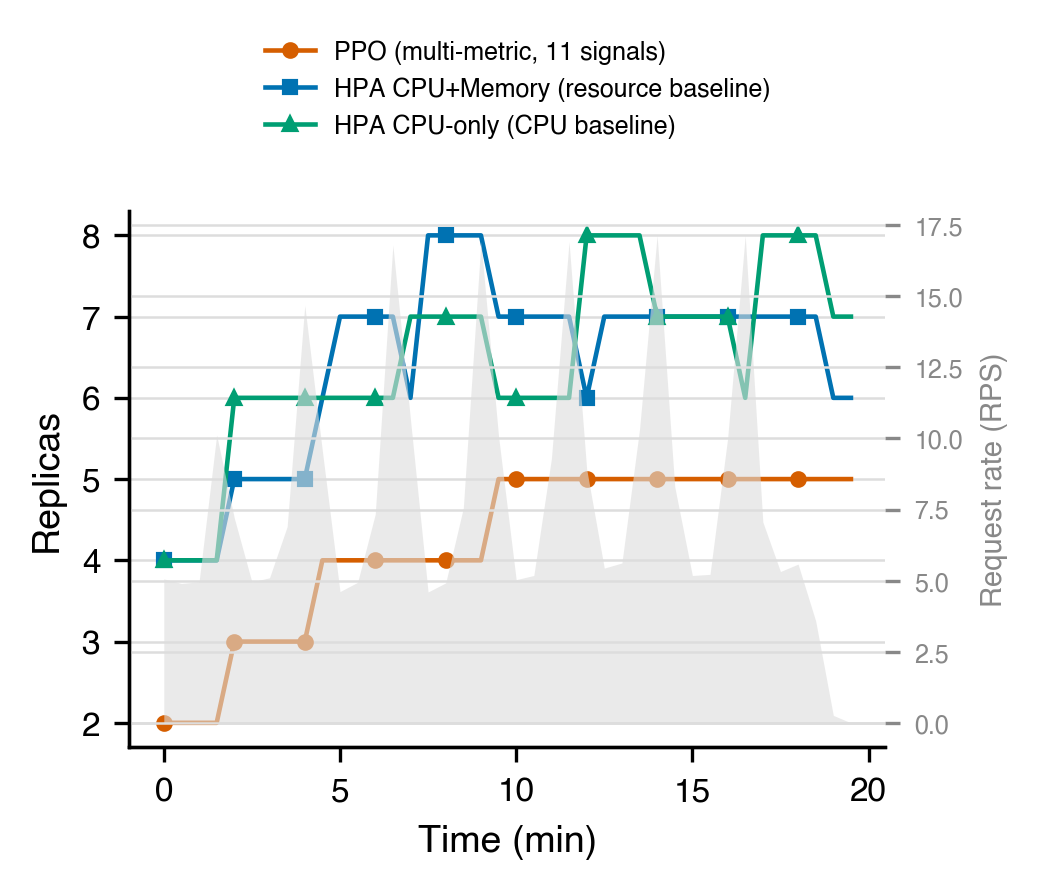 PPO (multi-metric, 11 signals)
HPA CPU+Memory (resource baseline)
HPA CPU-only (CPU baseline)
8
7
6
5
4
3
2
Replicas
17.5
15.0
12.5
10.0
7.5
5.0
2.5
0.0
Request rate (RPS)
0 5 10 15 20
Time (min)